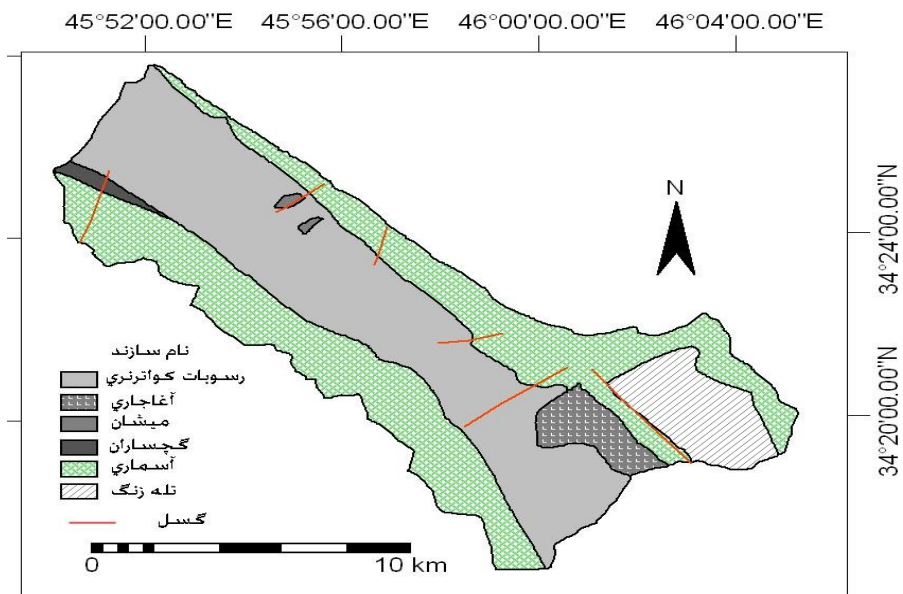 45°52'00.00"E 45°56'00.00"E 46°00'00.00"E 46°04'00.00"E
N
34°24'00.00"N
34°20'00.00"N
نام سازند
رسوبات كواترنري
آغاجاري
ميشان
گچساران
آسماري
تله زنگ
گسل
0 10 km